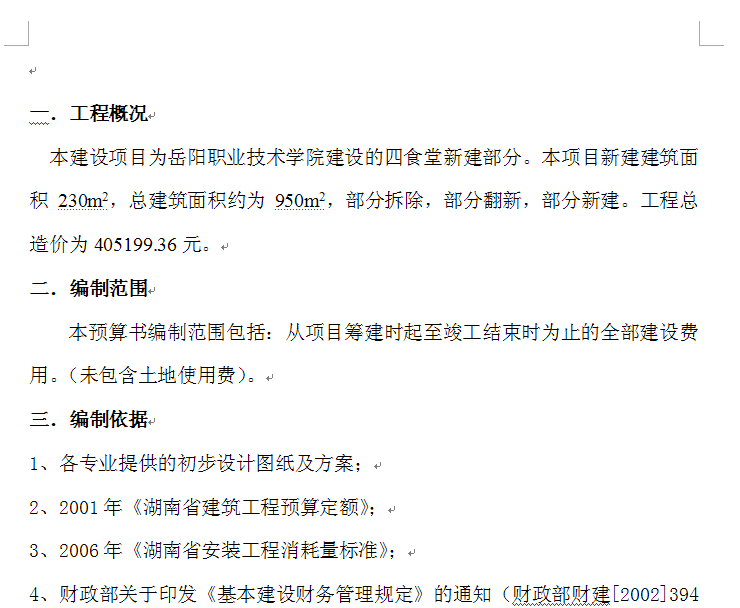 一．工程概况
本建设项目为岳阳职业技术学院建设的四食堂新建部分。本项目新建建筑面
积 230m²，总建筑面积约为 950m²，部分拆除，部分翻新，部分新建。工程总
造价为 405199.36 元。
二．编制范围
本预算书编制范围包括：从项目筹建时起至竣工结束时为止的全部建设费
用。（未包含土地使用费）。
三．编制依据
1、各专业提供的初步设计图纸及方案；
2、2001 年《湖南省建筑工程预算定额》；
3、2006 年《湖南省安装工程消耗量标准》；
4、财政部关于印发《基本建设财务管理规定》的通知（财政部财建[2002]394